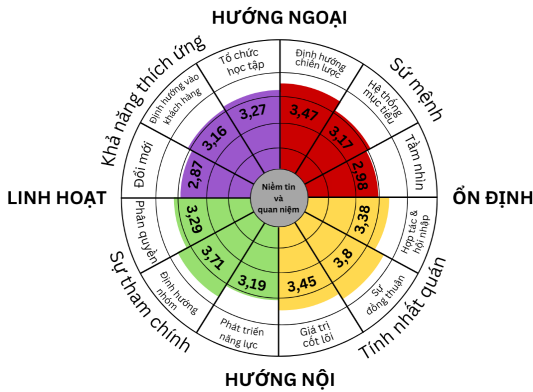 HƯỚNG NGOẠI
Khả năng thích ứng
Sứ mệnh
Tổ chức
học tập
Định hướng
chiến lược
Định hướng vào
khách hàng
Hệ thống
mục tiêu
Đổi mới
Tầm nhìn
3,27
3,47
3,16
3,17
2,87
2,98
LINH HOẠT
Niềm tin
và
quan niệm
ỔN ĐỊNH
3,29
3,38
3,71
3,8
3,19
3,45
Phân quyền
Hợp tác &
hội nhập
Định hướng
nhóm
Sự
đồng thuận
Phát triển
năng lực
Giá trị
cốt lõi
Sự tham chính
Tính nhất quán
HƯỚNG NỘI